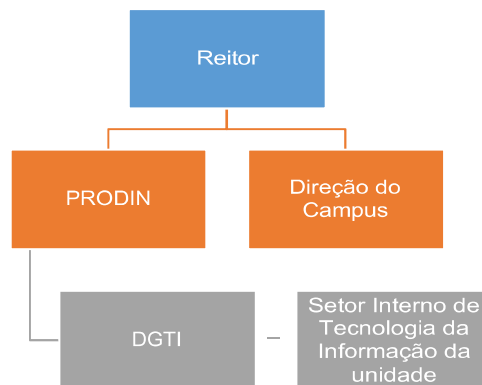 Reitor
PRODIN
Direção do
Campus
DGTI
Setor Interno de
Tecnologia da
Informação da
unidade